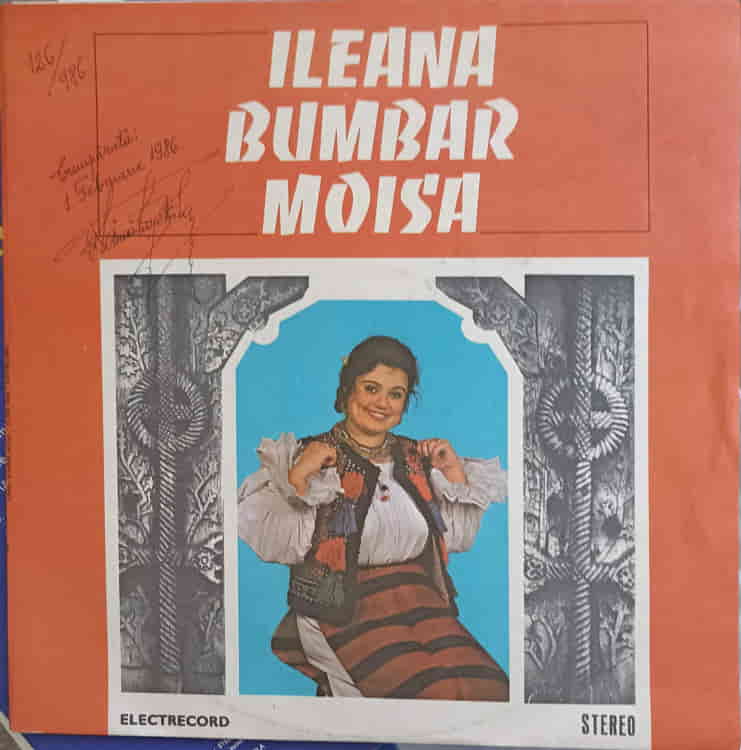 ILEANA
BUMBAR
MOISA
126/986
Cumpărată:
1 Februarie 1986
ELECTRECORD
STEREO